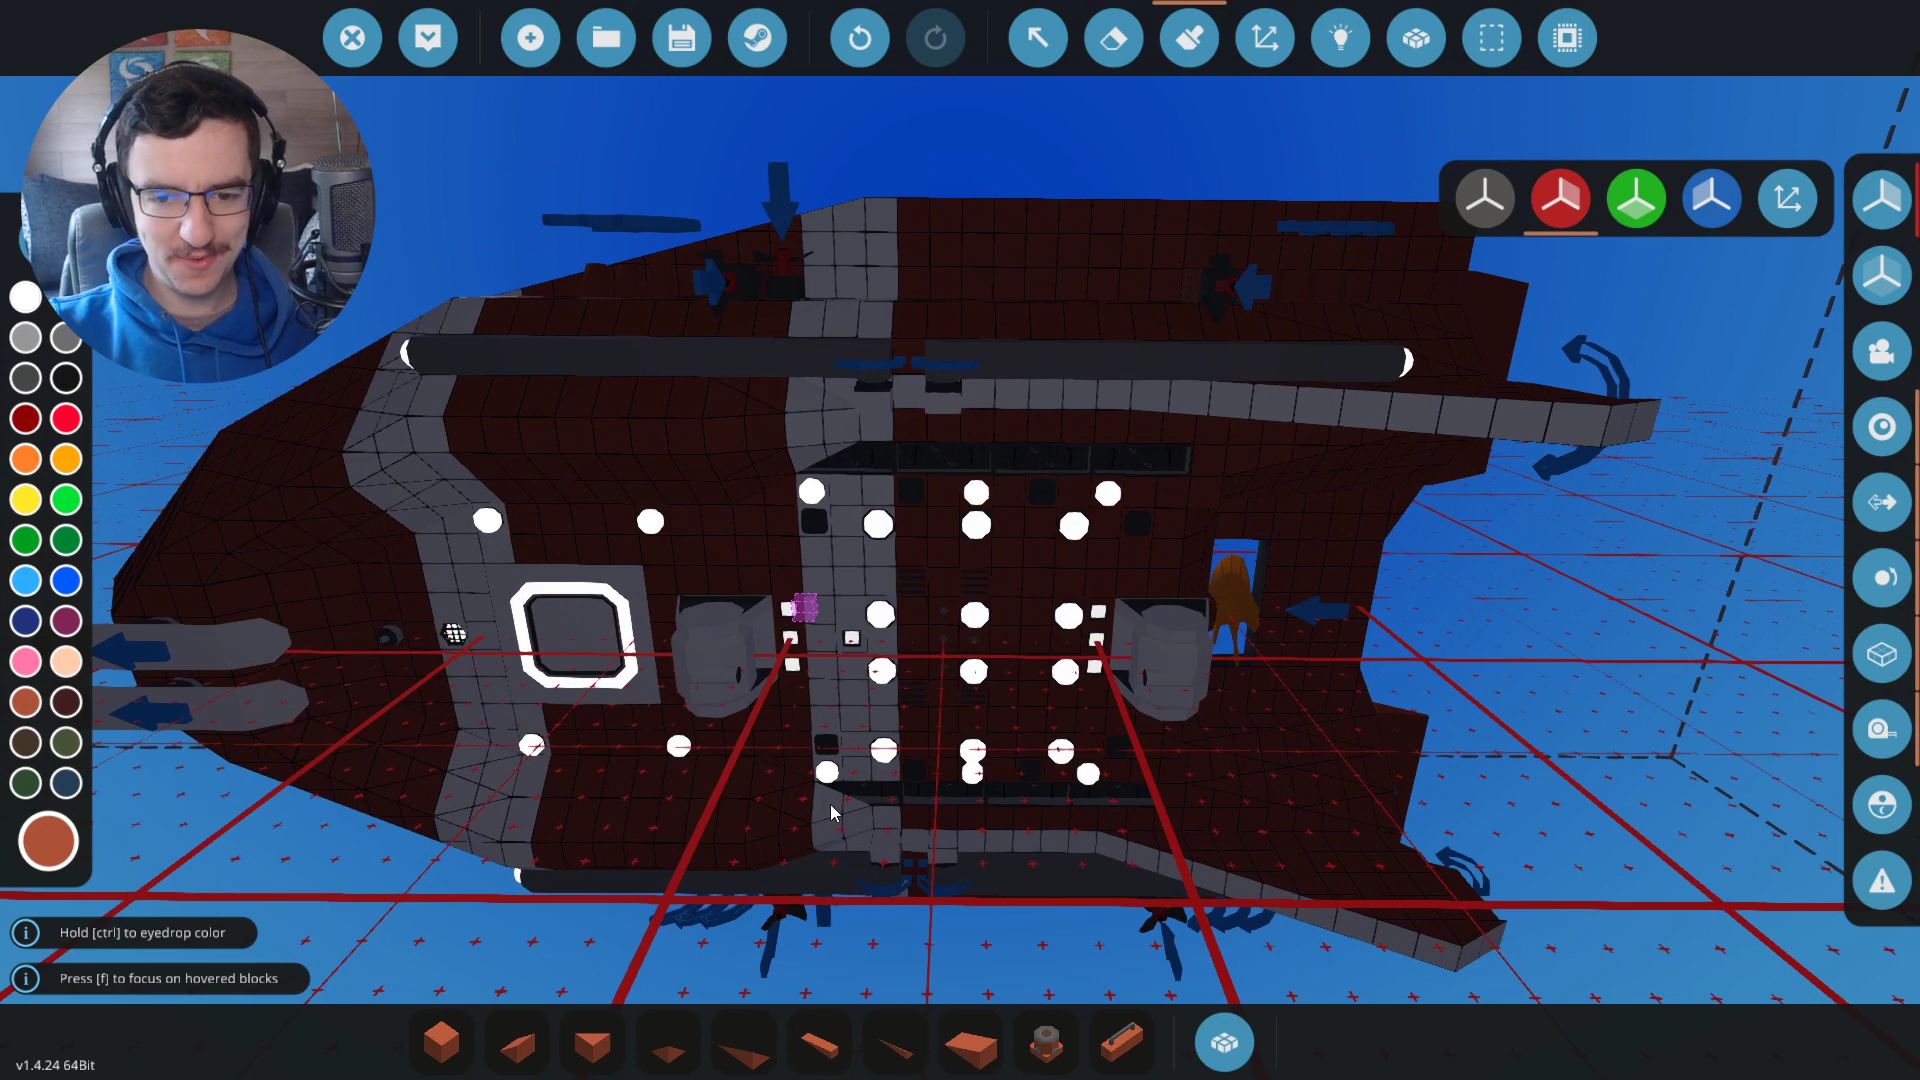 Hold [ctrl] to eyedrop color
Press [f] to focus on hovered blocks
v1.4.24 64Bit